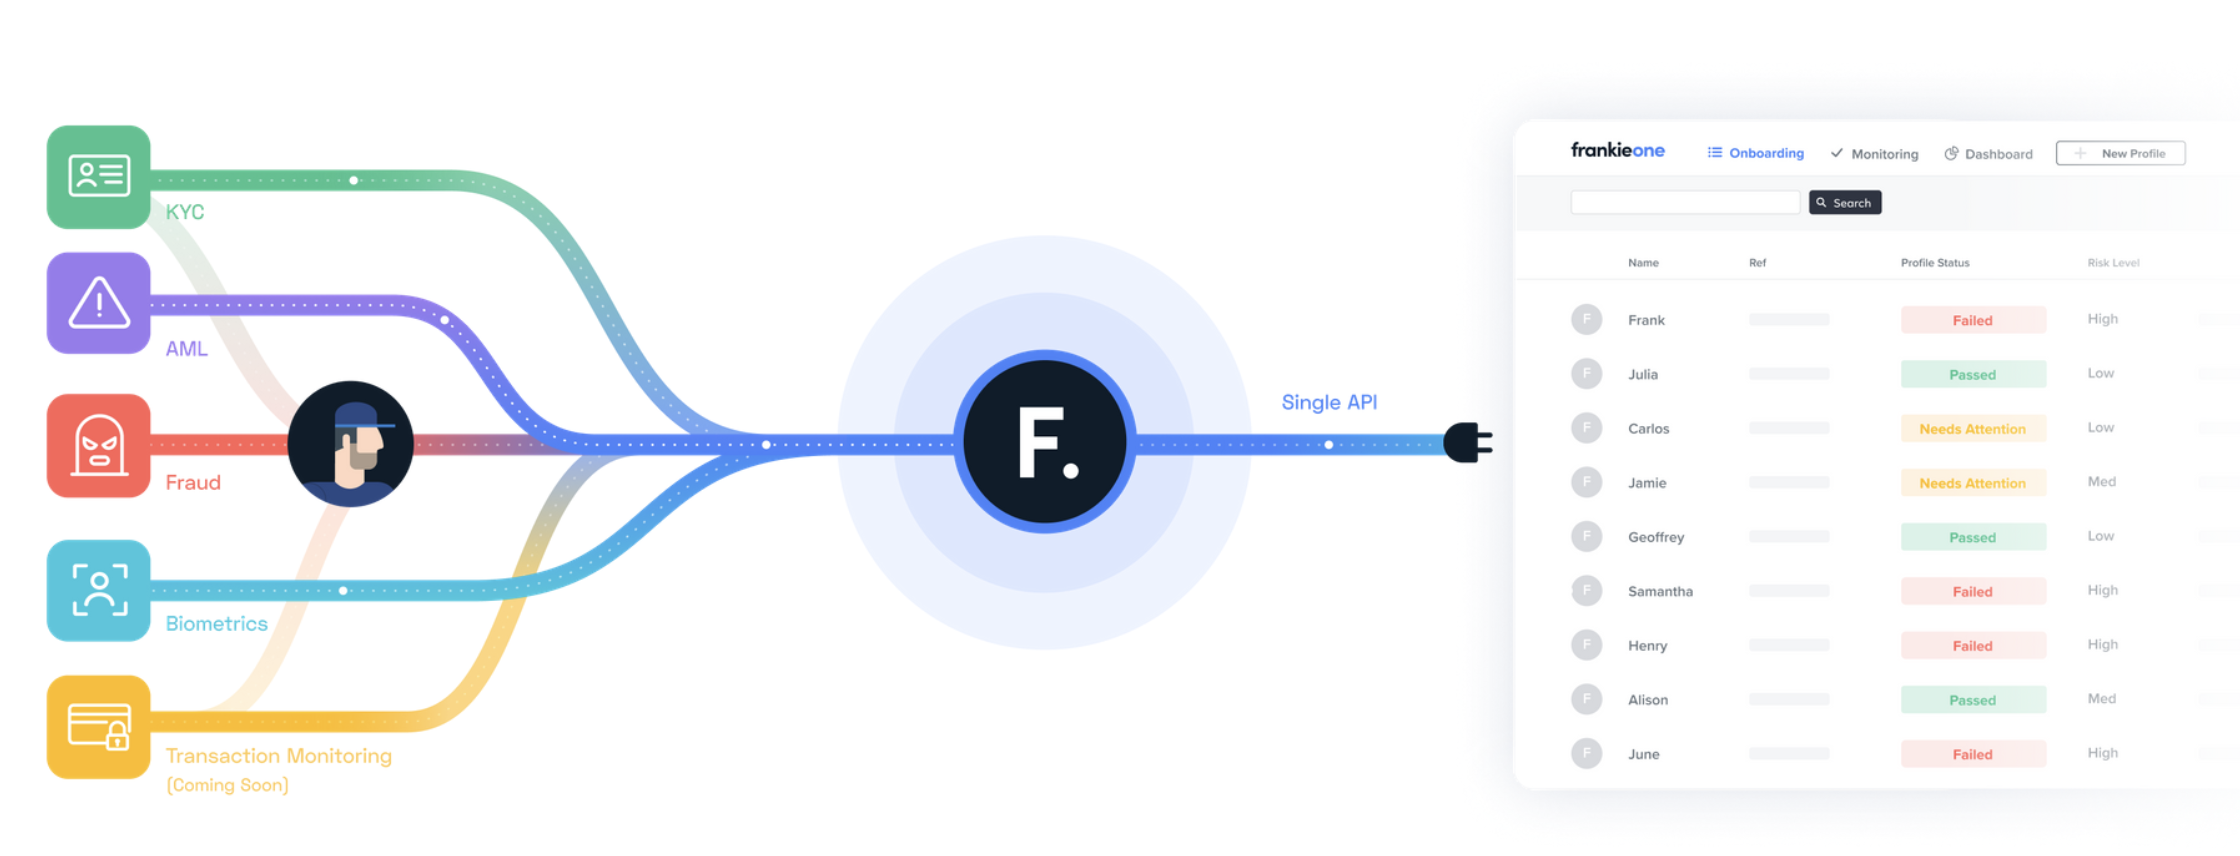 KYC
AML
Fraud
Biometrics
Transaction Monitoring
(Coming Soon)
F.
Single API
frankieone Onboarding Monitoring Dashboard + New Profile
Search
Name Ref Profile Status Risk Level
F Frank Failed High
F Julia Passed Low
F Carlos Needs Attention Low
F Jamie Needs Attention Med
F Geoffrey Passed Low
F Samantha Failed High
F Henry Failed High
F Alison Passed Med
F June Failed High